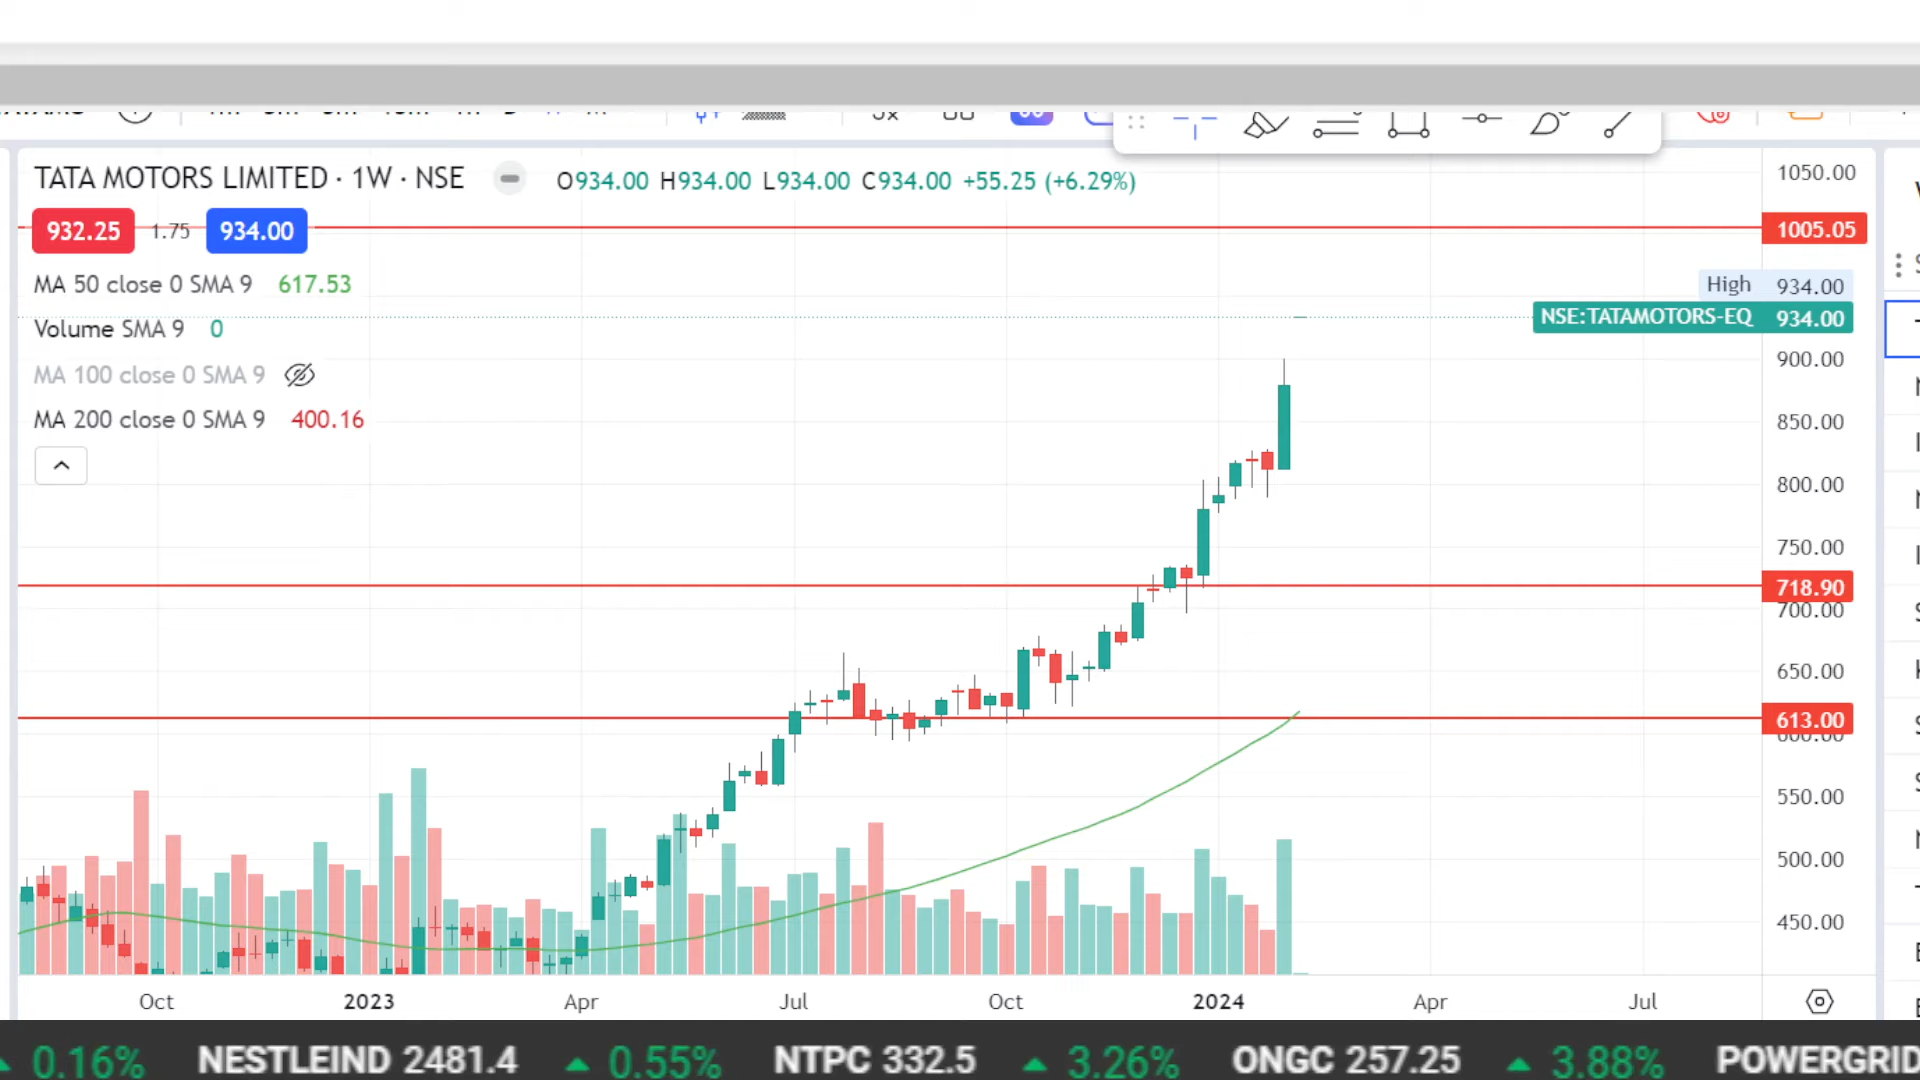 TATA MOTORS LIMITED · 1W · NSE
O934.00 H934.00 L934.00 C934.00 +55.25 (+6.29%)
932.25 1.75 934.00
MA 50 close 0 SMA 9 617.53
Volume SMA 9 0
MA 100 close 0 SMA 9
MA 200 close 0 SMA 9 400.16
1050.00
1005.05
High 934.00
NSE:TATAMOTORS-EQ 934.00
900.00
850.00
800.00
750.00
718.90
700.00
650.00
613.00
600.00
550.00
500.00
450.00
Oct 2023 Apr Jul Oct 2024 Apr Jul
0.16% NESTLEIND 2481.4 0.55% NTPC 332.5 3.26% ONGC 257.25 3.88% POWERGRID